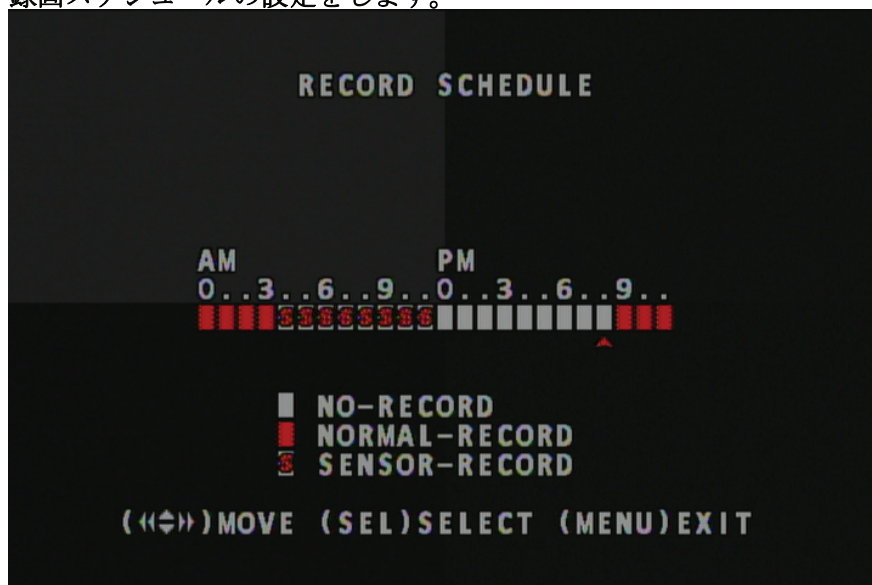 録画スケジュールの設定をします。
RECORD SCHEDULE
AM PM
0..3..6..9..0..3..6..9..
SSSSSSSS
NO-RECORD
NORMAL-RECORD
S SENSOR-RECORD
(◀◀◆▶▶)MOVE (SEL)SELECT (MENU)EXIT